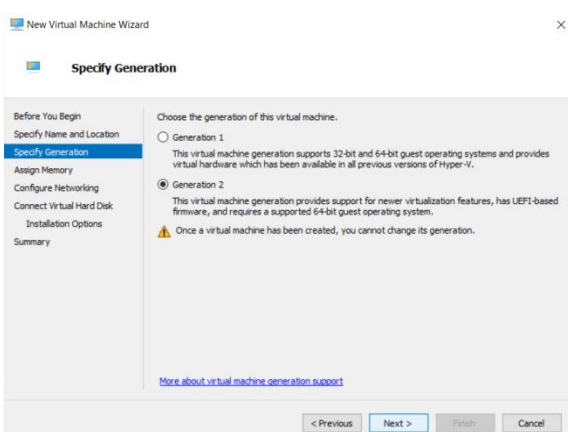 New Virtual Machine Wizard
Specify Generation
Before You Begin
Specify Name and Location
Specify Generation
Assign Memory
Configure Networking
Connect Virtual Hard Disk
Installation Options
Summary
Choose the generation of this virtual machine.
Generation 1
This virtual machine generation supports 32-bit and 64-bit guest operating systems and provides
virtual hardware which has been available in all previous versions of Hyper-V.
Generation 2
This virtual machine generation provides support for newer virtualization features, has UEFI-based
firmware, and requires a supported 64-bit guest operating system.
Once a virtual machine has been created, you cannot change its generation.
More about virtual machine generation support
< Previous
Next >
Finish
Cancel